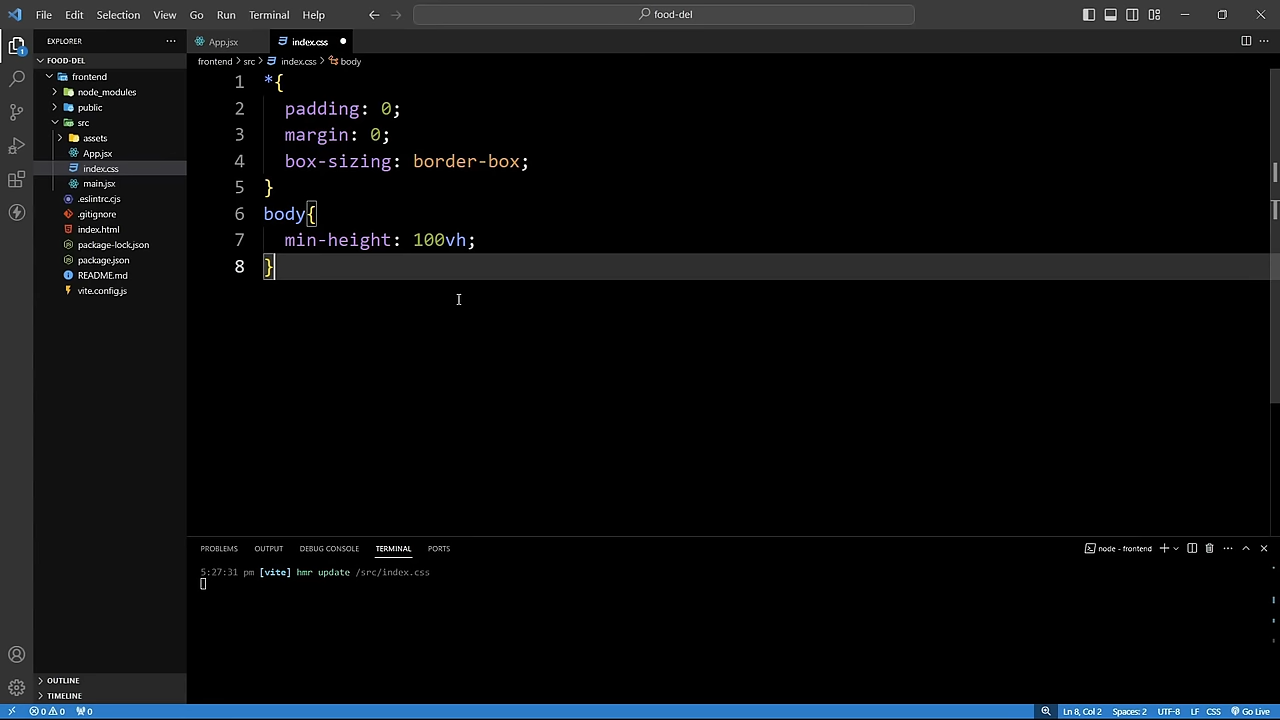 File Edit Selection View Go Run Terminal Help food-del
EXPLORER
FOOD-DEL
frontend
node_modules
public
src
assets
App.jsx
index.css
main.jsx
.eslintrc.cjs
.gitignore
index.html
package-lock.json
package.json
README.md
vite.config.js
OUTLINE
TIMELINE
App.jsx index.css
frontend > src > index.css > body
1 *{
2 padding: 0;
3 margin: 0;
4 box-sizing: border-box;
5 }
6 body{
7 min-height: 100vh;
8 }
PROBLEMS OUTPUT DEBUG CONSOLE TERMINAL PORTS node - frontend
5:27:31 pm [vite] hmr update /src/index.css
0 0 0 Ln 8, Col 2 Spaces: 2 UTF-8 LF CSS Go Live